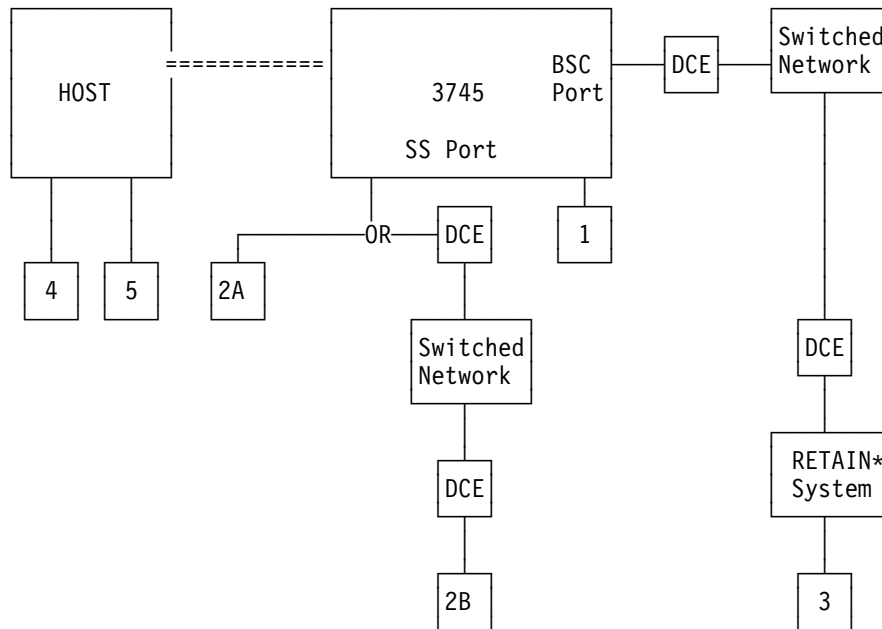 HOST
===========
3745
BSC
Port
SS Port
DCE
Switched
Network
4
5
2A
OR
DCE
1
Switched
Network
DCE
2B
DCE
RETAIN*
System
3